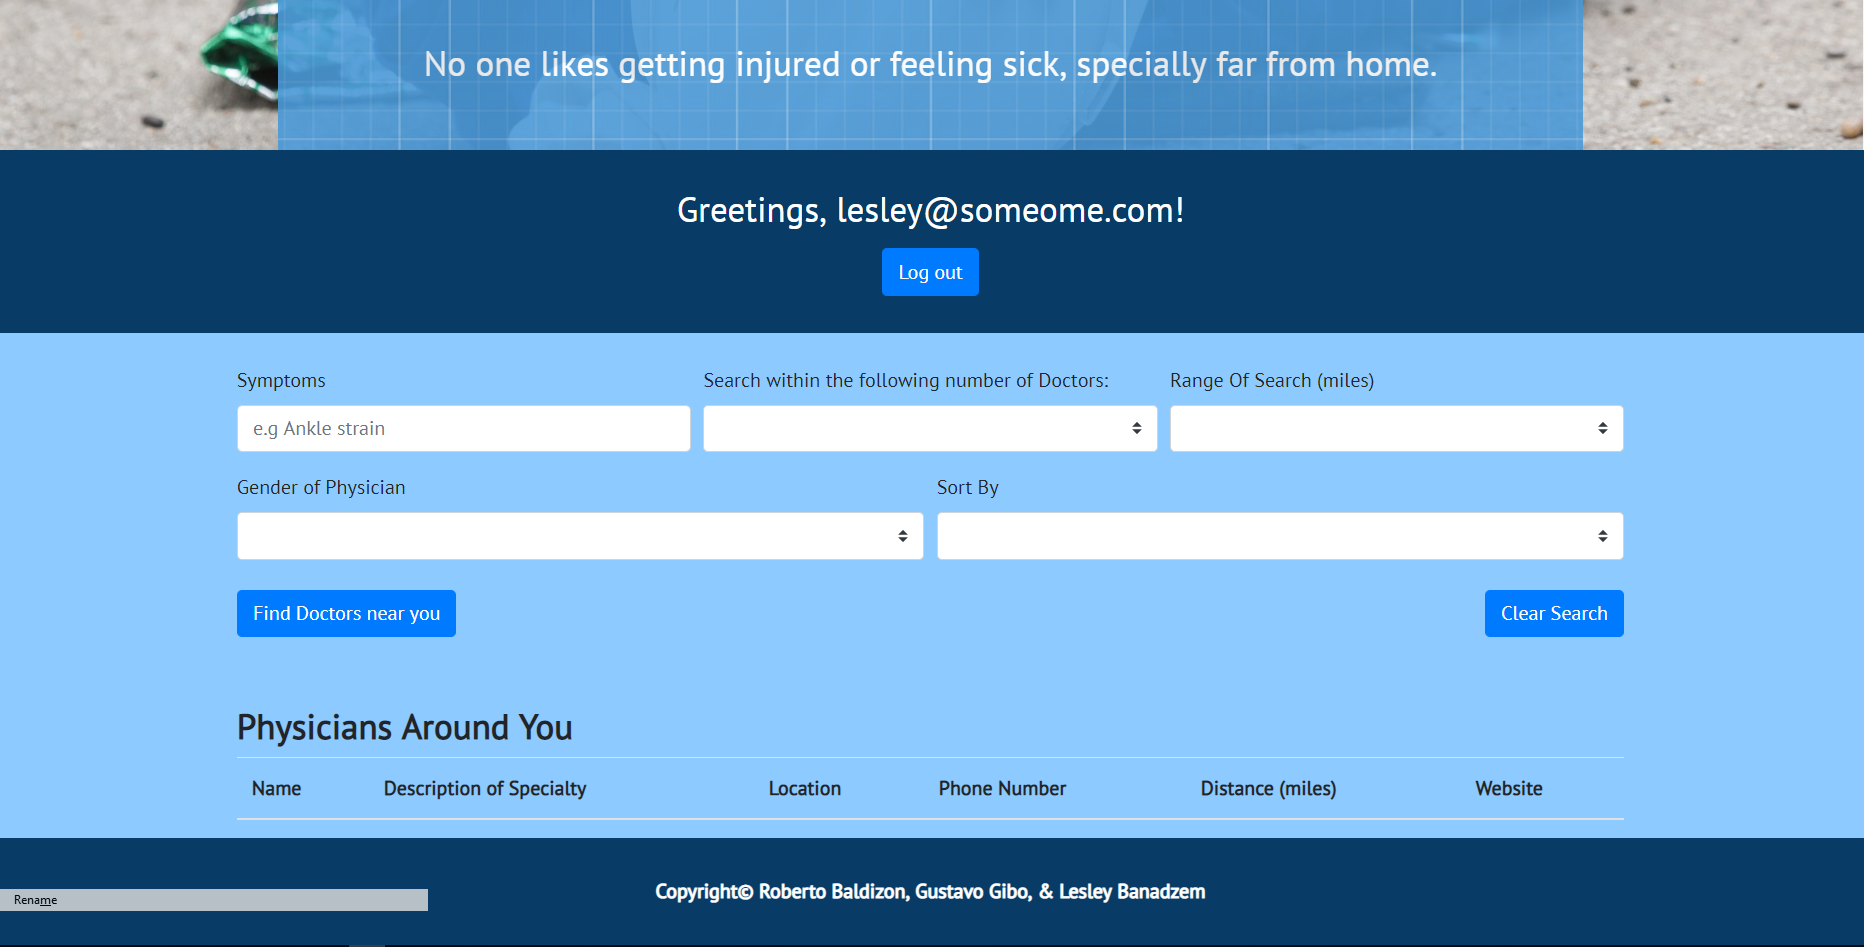 No one likes getting injured or feeling sick, specially far from home.
Greetings, lesley@someome.com!
Log out
Symptoms
Search within the following number of Doctors:
Range Of Search (miles)
e.g Ankle strain
Gender of Physician
Sort By
Find Doctors near you
Clear Search
Physicians Around You
Name Description of Specialty Location Phone Number Distance (miles) Website
Copyright© Roberto Baldizon, Gustavo Gibo, & Lesley Banadzem
Rename